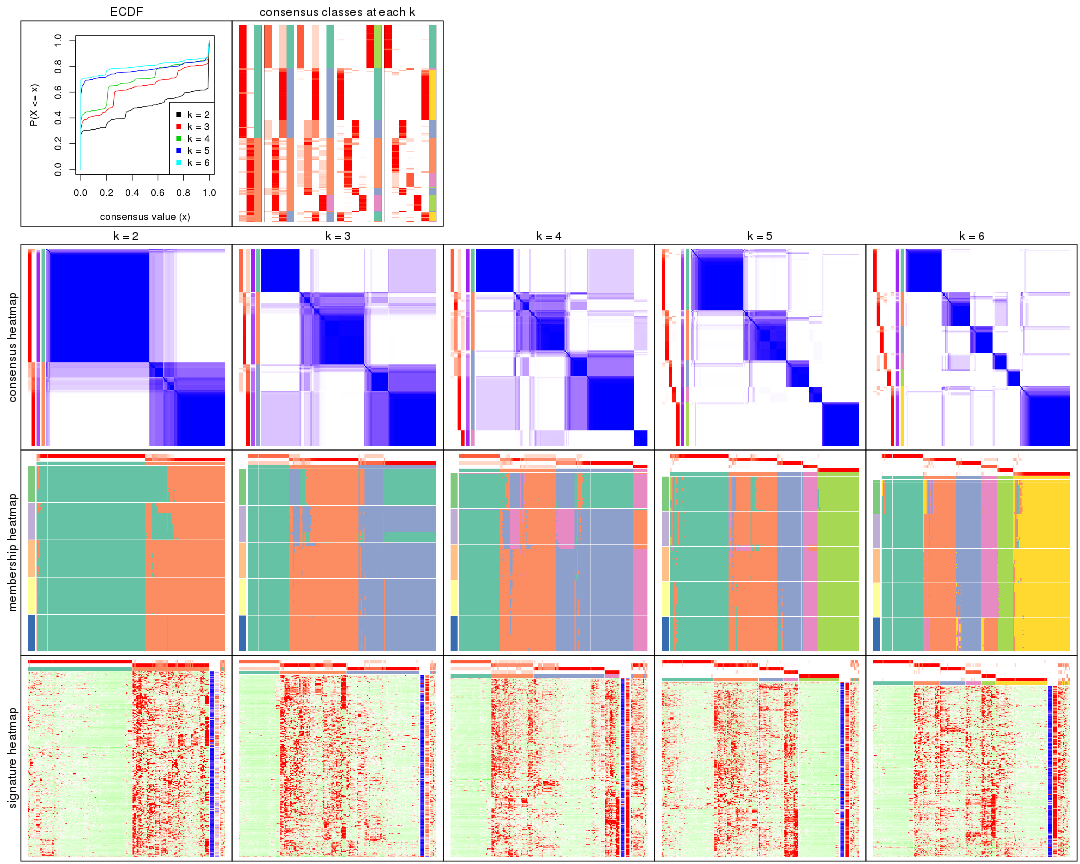 ECDF
consensus classes at each k
P(X <= x)
0.0 0.2 0.4 0.6 0.8 1.0
k = 2
k = 3
k = 4
k = 5
k = 6
0.0 0.2 0.4 0.6 0.8 1.0
consensus value (x)
k = 2 k = 3 k = 4 k = 5 k = 6
consensus heatmap
membership heatmap
signature heatmap